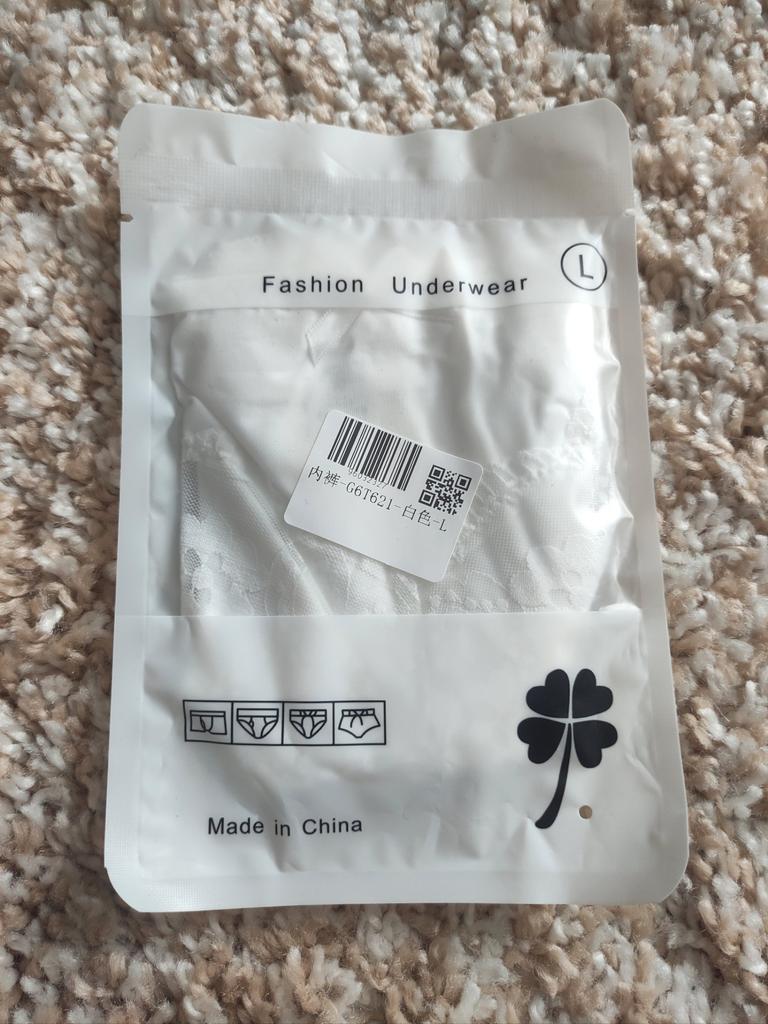 L
Fashion Underwear
内裤-G6T621-白色-L
Made in China